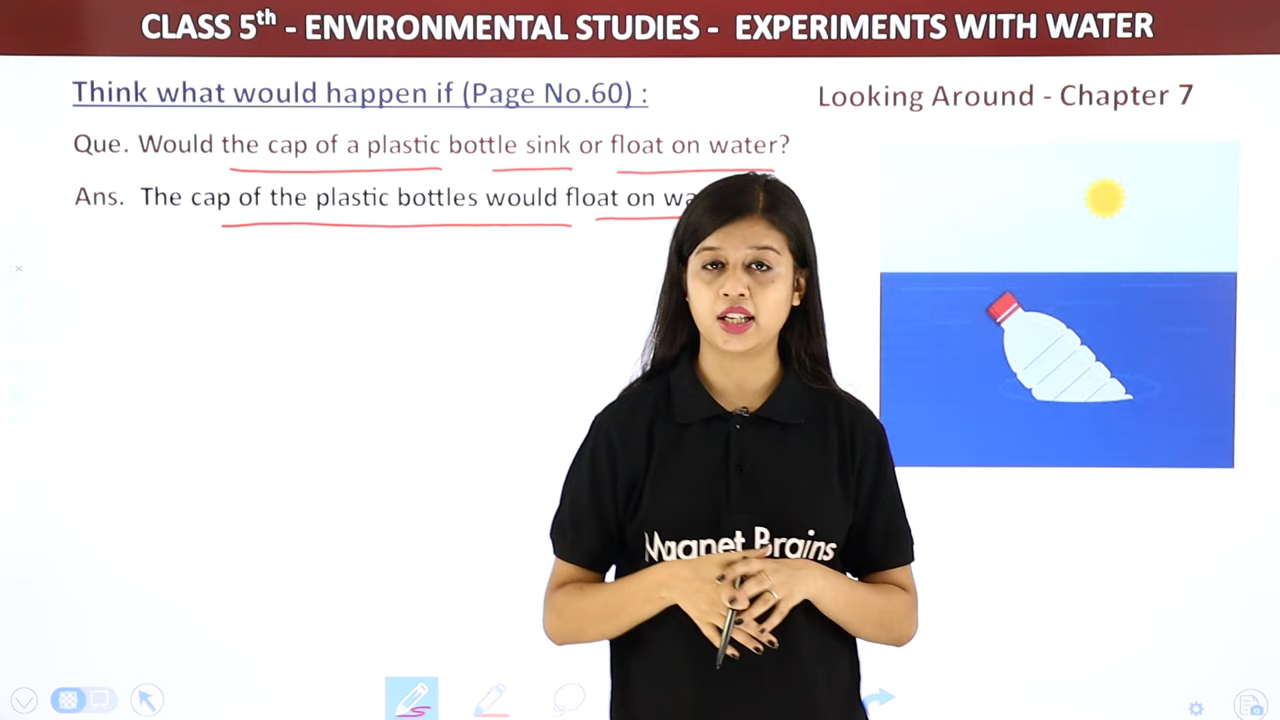 CLASS 5th - ENVIRONMENTAL STUDIES - EXPERIMENTS WITH WATER
Think what would happen if (Page No.60) :
Looking Around - Chapter 7
Que. Would the cap of a plastic bottle sink or float on water?
Ans. The cap of the plastic bottles would float on
Magnet Brains